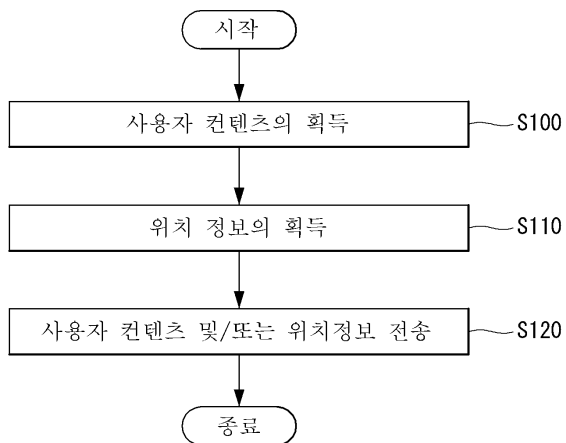 시작
사용자 컨텐츠의 획득
S100
위치 정보의 획득
S110
사용자 컨텐츠 및/또는 위치정보 전송
S120
종료